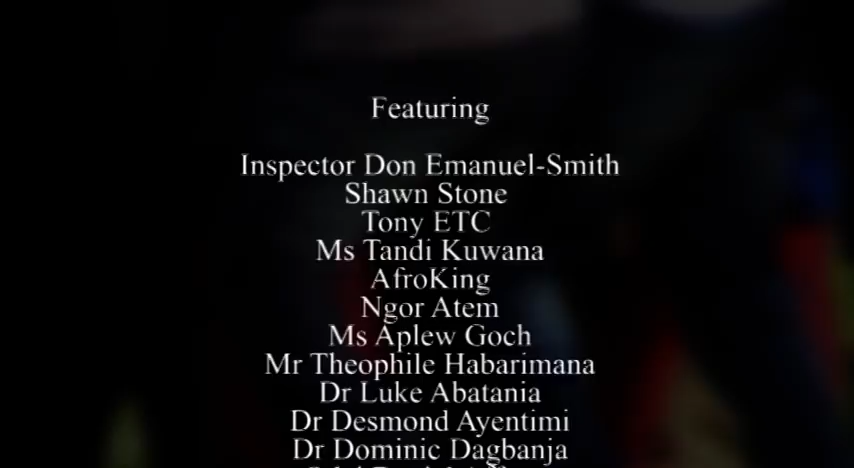 Featuring
Inspector Don Emanuel-Smith
Shawn Stone
Tony ETC
Ms Tandi Kuwana
AfroKing
Ngor Atem
Ms Aplew Goch
Mr Theophile Habarimana
Dr Luke Abatania
Dr Desmond Ayentimi
Dr Dominic Dagbanja